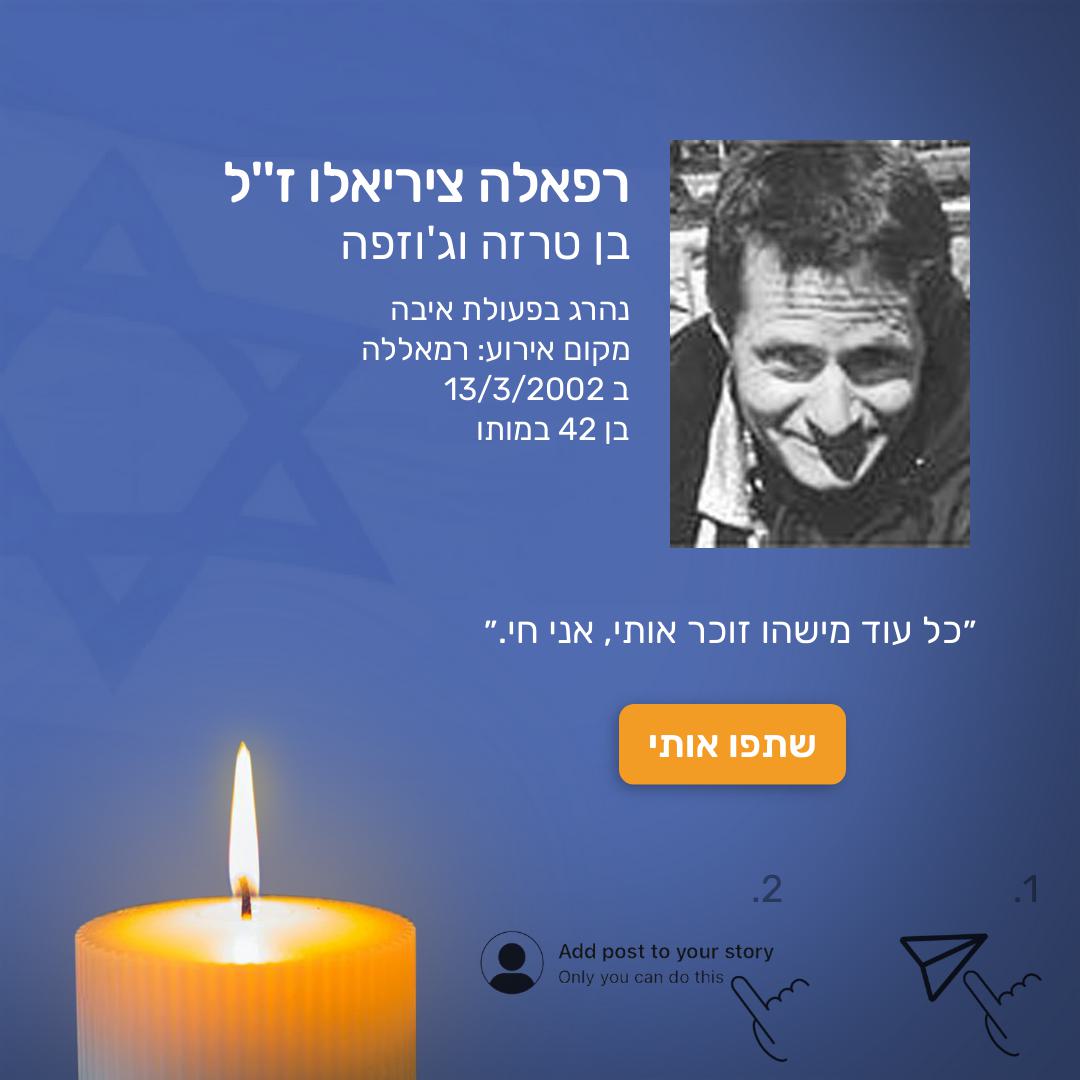 רפאלה ציריאלו ז"ל
בן טרזה וג'וזפה
נהרג בפעולת איבה
מקום אירוע: רמאללה
ב 13/3/2002
בן 42 במותו
״כל עוד מישהו זוכר אותי, אני חי.״
שתפו אותי
.1
.2
Add post to your story
Only you can do this